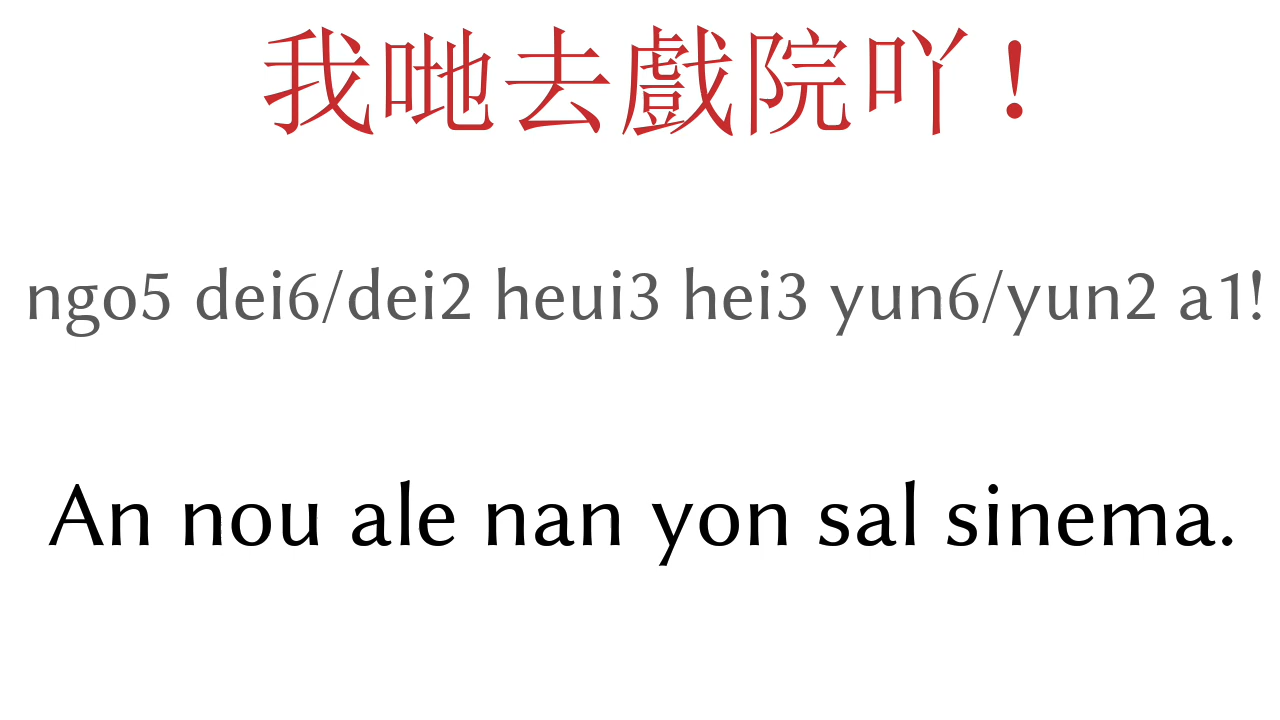 我哋去戲院吖！
ngo5 dei6/dei2 heui3 hei3 yun6/yun2 a1!
An nou ale nan yon sal sinema.